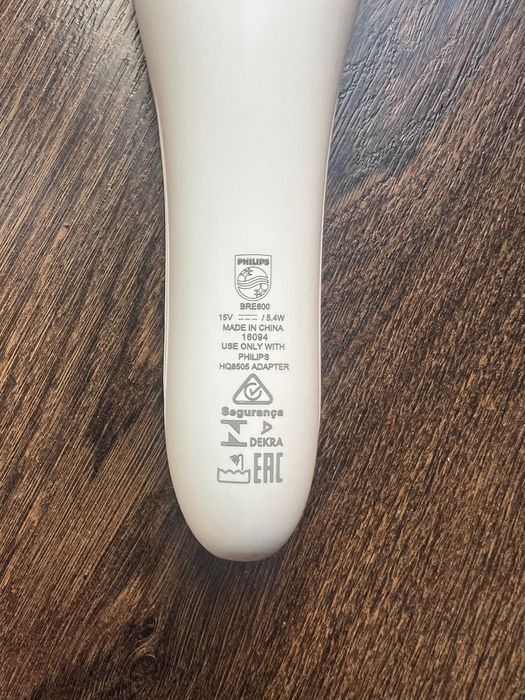 PHILIPS
BRE600
15V ⎓ / 5.4W
MADE IN CHINA
16094
USE ONLY WITH
PHILIPS
HQ8505 ADAPTER
Segurança
DEKRA
EAC